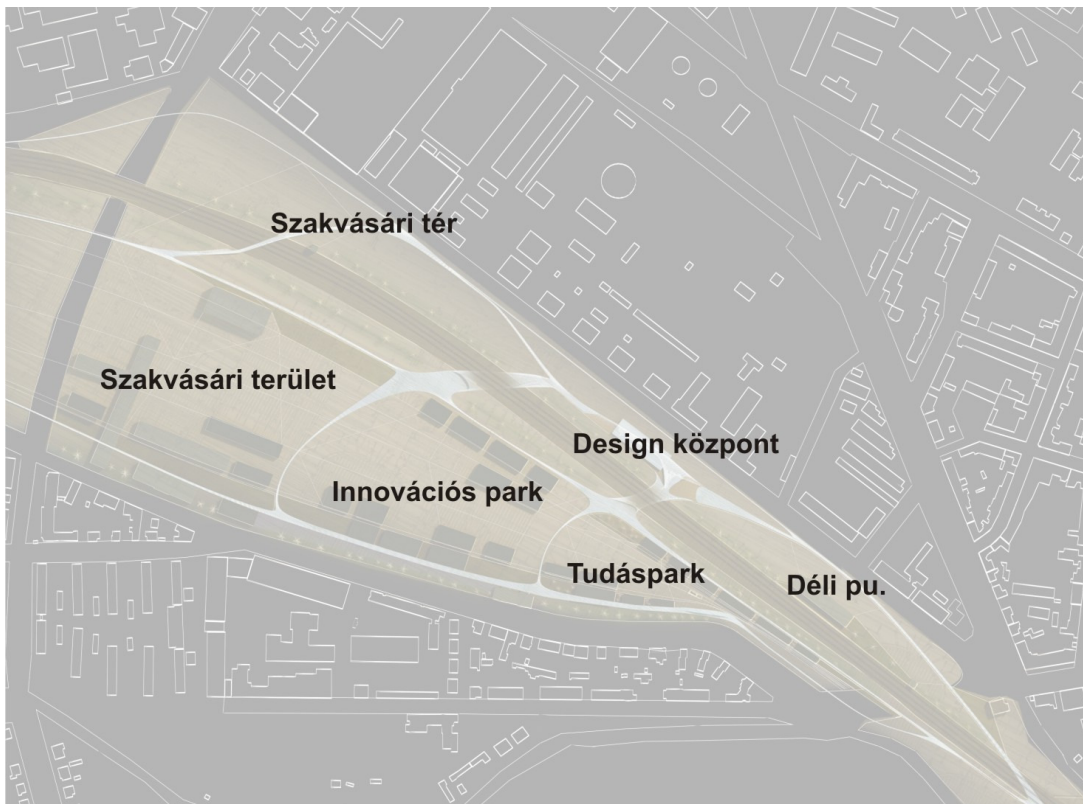 Szakvásári tér
Szakvásári terület
Design központ
Innovációs park
Tudáspark
Déli pu.